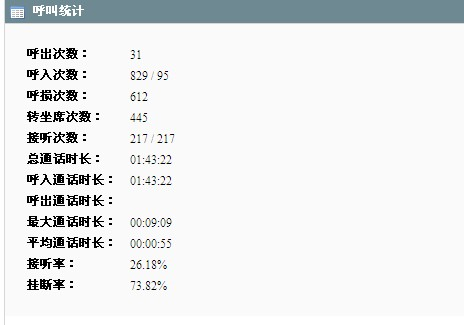 呼叫统计
呼出次数： 31
呼入次数： 829 / 95
呼损次数： 612
转坐席次数： 445
接听次数： 217 / 217
总通话时长： 01:43:22
呼入通话时长： 01:43:22
呼出通话时长：
最大通话时长： 00:09:09
平均通话时长： 00:00:55
接听率： 26.18%
挂断率： 73.82%